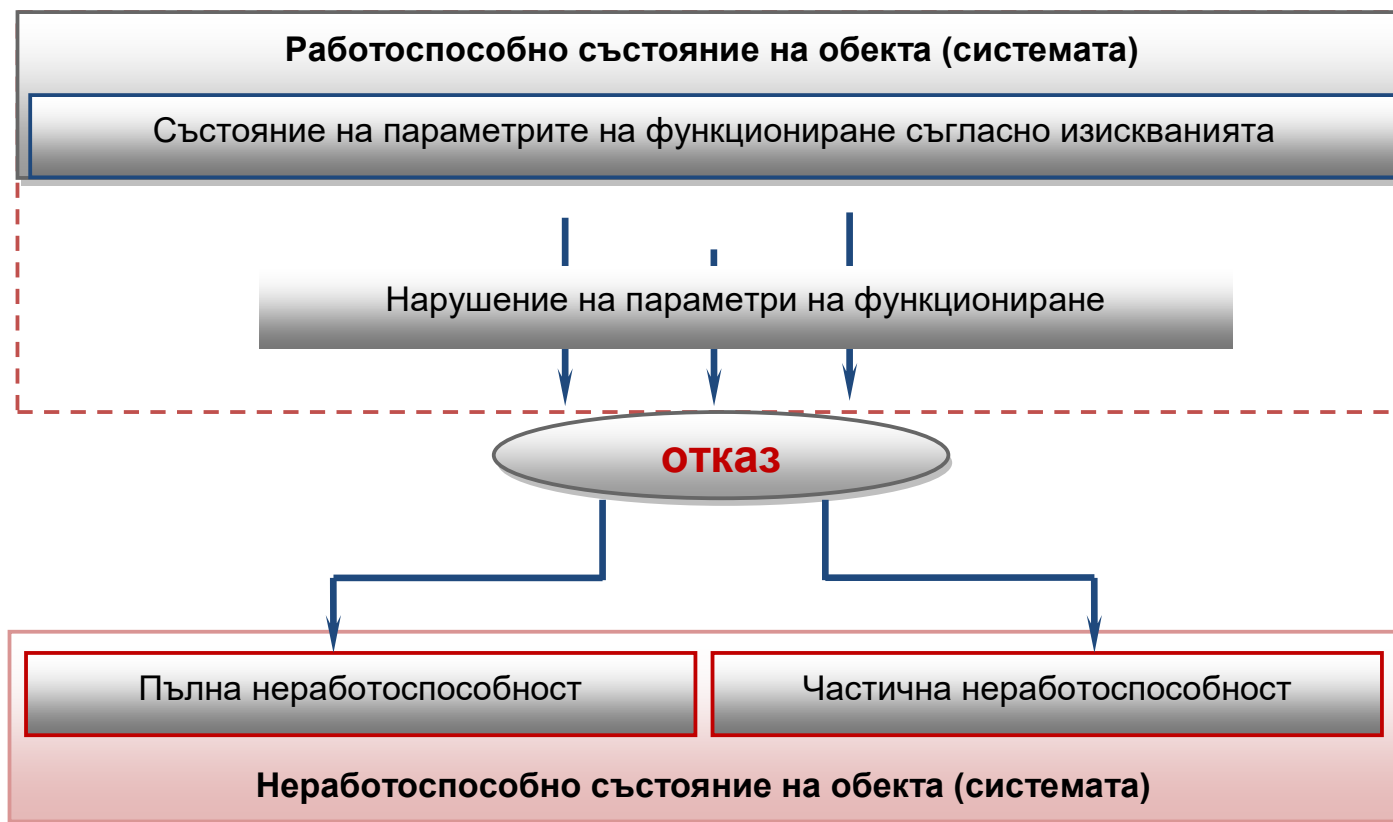 Работоспособно състояние на обекта (системата)
Състояние на параметрите на функциониране съгласно изискванията
Нарушение на параметри на функциониране
отказ
Пълна неработоспособност
Частична неработоспособност
Неработоспособно състояние на обекта (системата)